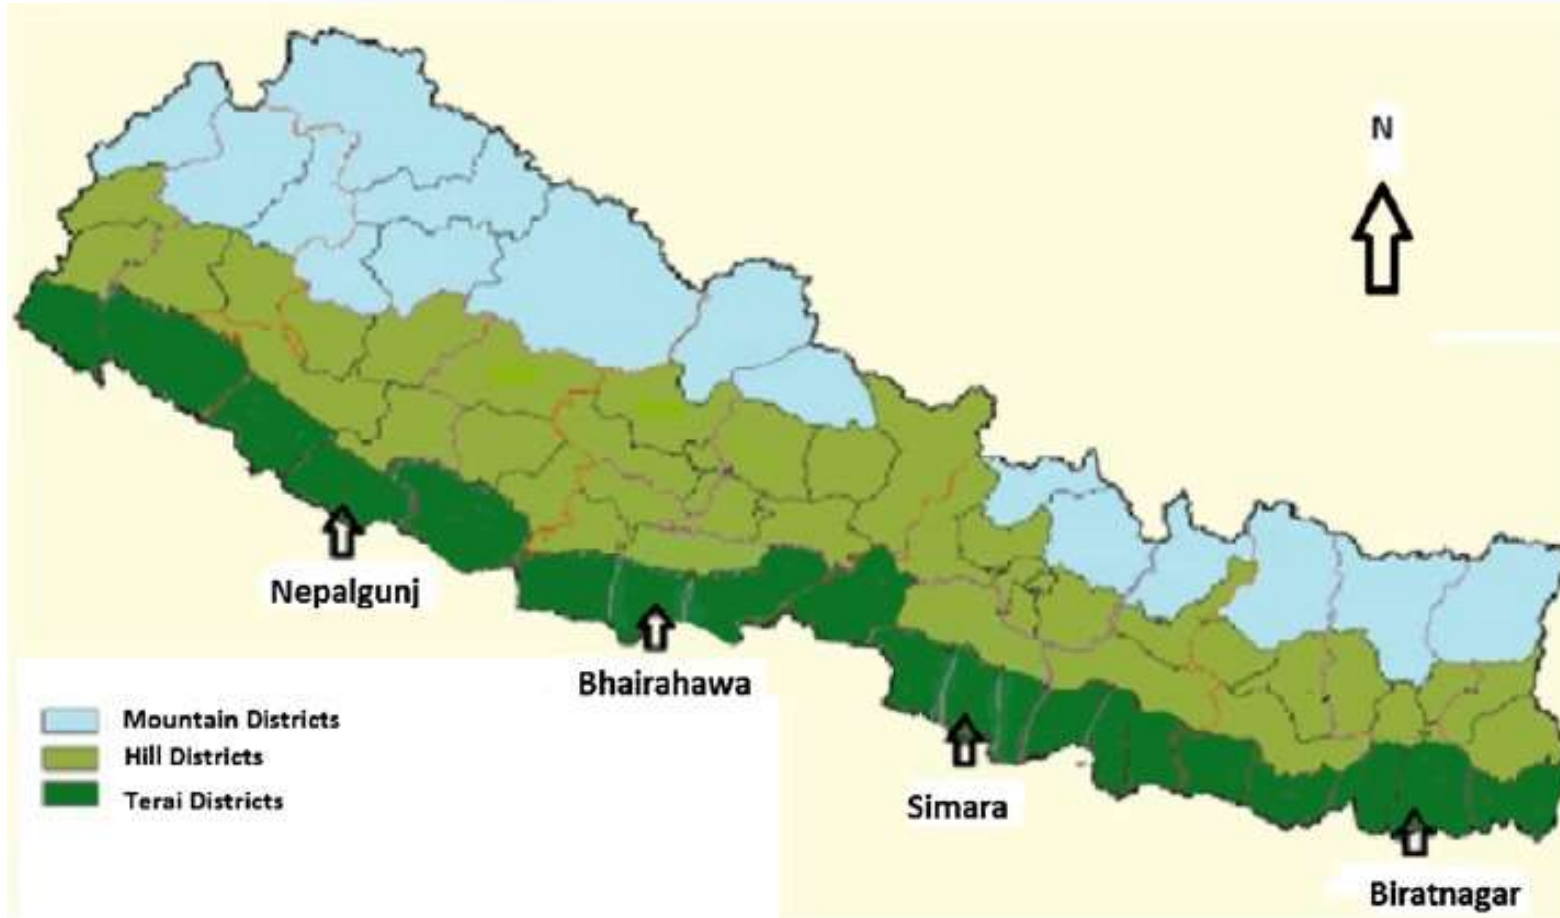 N
Nepalgunj
Bhairahawa
Mountain Districts
Hill Districts
Terai Districts
Simara
Biratnagar